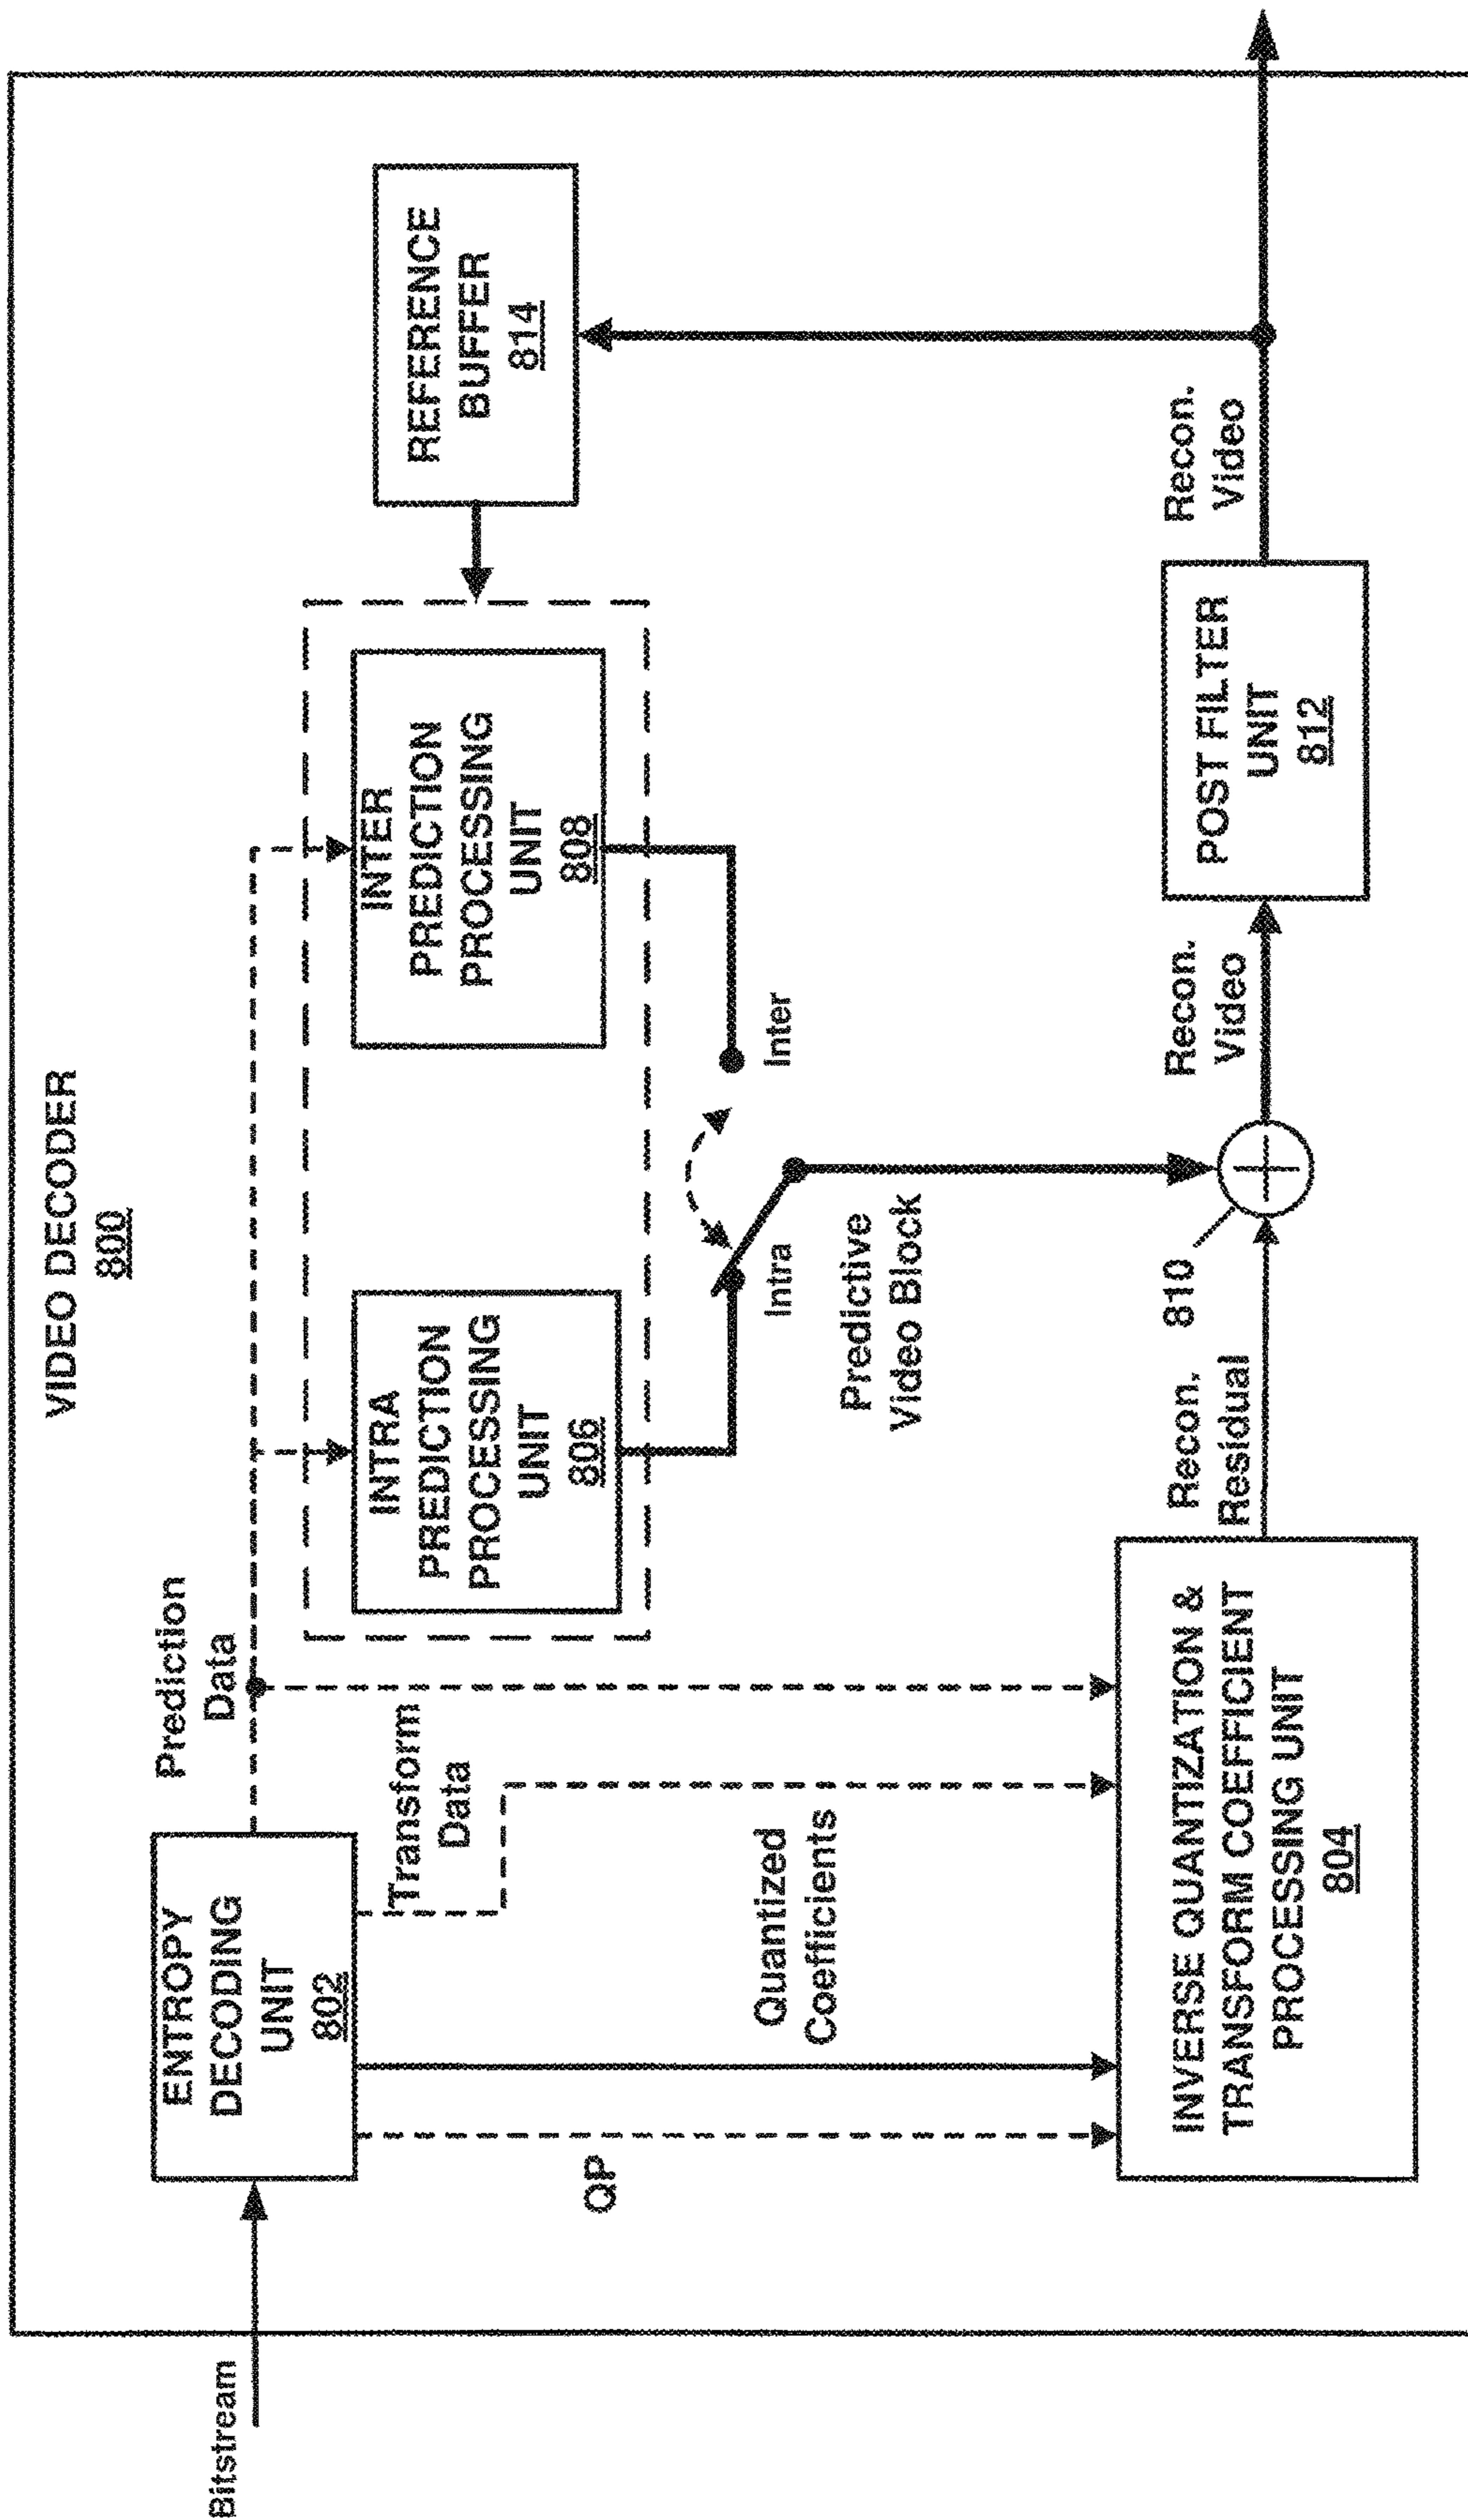 VIDEO DECODER
800
Bitstream
ENTROPY
DECODING
UNIT
802
Prediction
Data
Transform
Data
QP
Quantized
Coefficients
INTRA
PREDICTION
PROCESSING
UNIT
806
INTER
PREDICTION
PROCESSING
UNIT
808
REFERENCE
BUFFER
814
Intra
Inter
Predictive
Video Block
INVERSE QUANTIZATION &
TRANSFORM COEFFICIENT
PROCESSING UNIT
804
Recon.
Residual
810
Recon.
Video
POST FILTER
UNIT
812
Recon.
Video